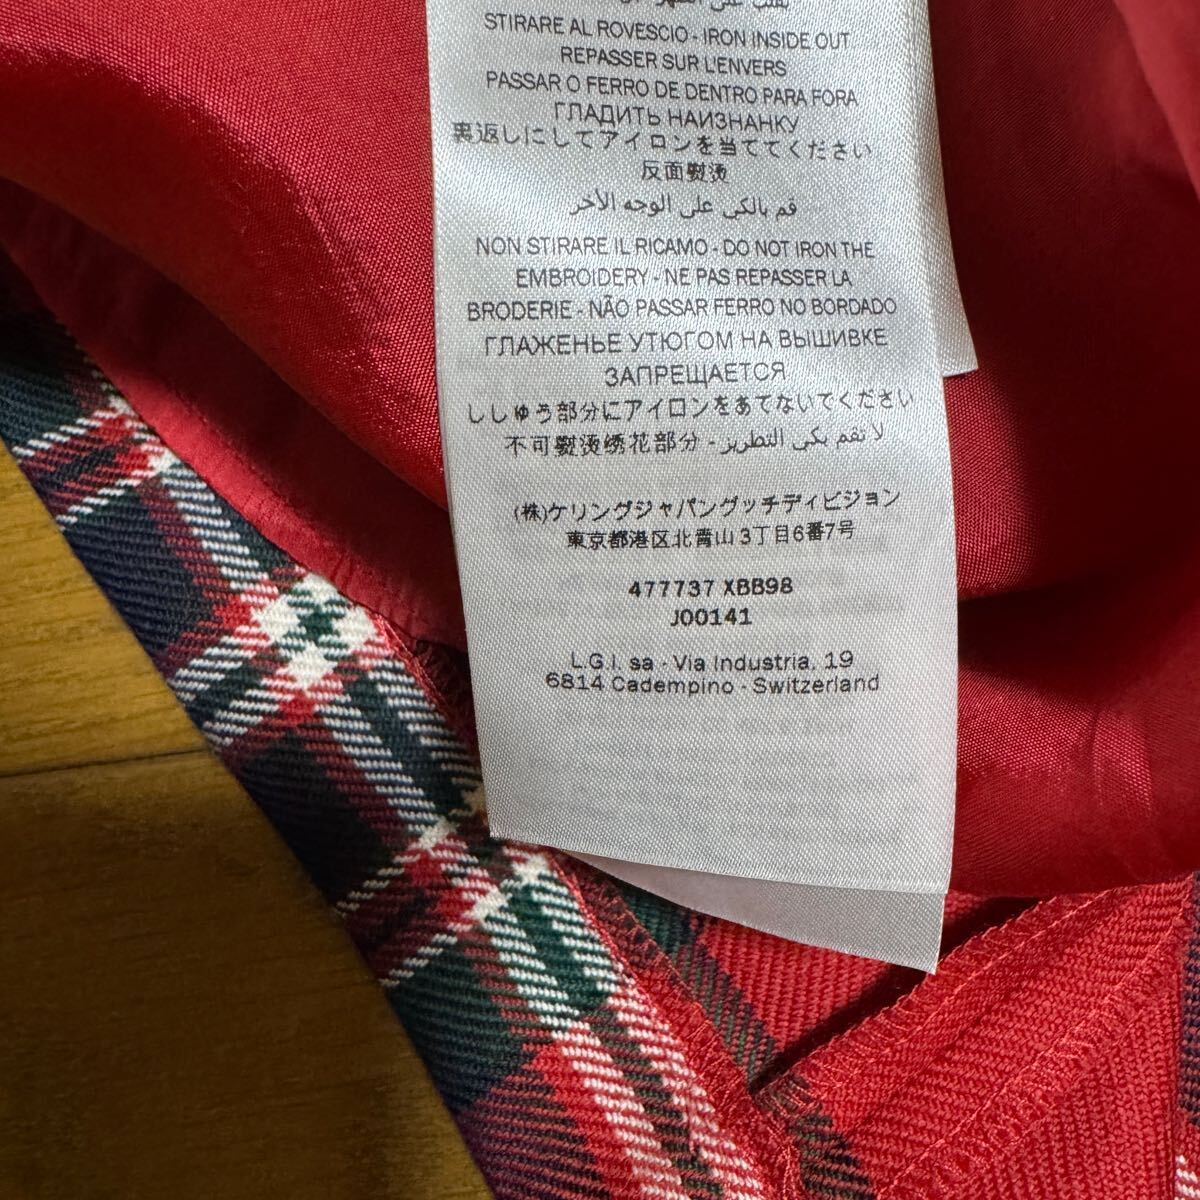 STIRARE AL ROVESCIO - IRON INSIDE OUT
REPASSER SUR L'ENVERS
PASSAR O FERRO DE DENTRO PARA FORA
ГЛАДИТЬ НАИЗНАНКУ
裏返しにしてアイロンを当ててください
反面熨烫
قم بالكي على الوجه الآخر
NON STIRARE IL RICAMO - DO NOT IRON THE
EMBROIDERY - NE PAS REPASSER LA
BRODERIE - NÃO PASSAR FERRO NO BORDADO
ГЛАЖЕНЬЕ УТЮГОМ НА ВЫШИВКЕ
ЗАПРЕЩАЕТСЯ
ししゅう部分にアイロンをあてないでください
不可熨烫绣花部分 - لا تقم بكي التطريز
(株)ケリングジャパングッチディビジョン
東京都港区北青山3丁目6番7号
477737 XBB98
J00141
L.G.I. sa - Via Industria, 19
6814 Cadempino - Switzerland